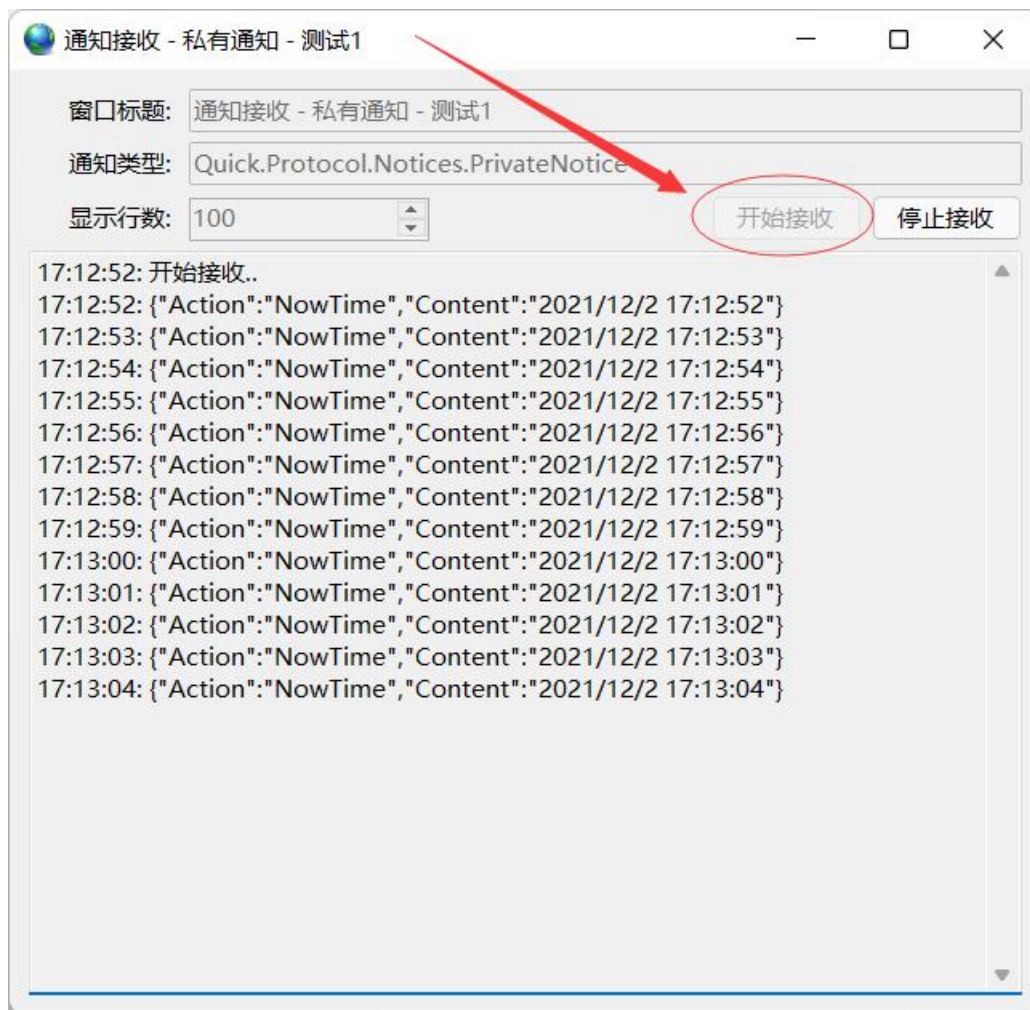 通知接收 - 私有通知 - 测试1
窗口标题: 通知接收 - 私有通知 - 测试1
通知类型: Quick.Protocol.Notices.PrivateNotice
显示行数: 100 开始接收 停止接收
17:12:52: 开始接收..
17:12:52: {"Action":"NowTime","Content":"2021/12/2 17:12:52"}
17:12:53: {"Action":"NowTime","Content":"2021/12/2 17:12:53"}
17:12:54: {"Action":"NowTime","Content":"2021/12/2 17:12:54"}
17:12:55: {"Action":"NowTime","Content":"2021/12/2 17:12:55"}
17:12:56: {"Action":"NowTime","Content":"2021/12/2 17:12:56"}
17:12:57: {"Action":"NowTime","Content":"2021/12/2 17:12:57"}
17:12:58: {"Action":"NowTime","Content":"2021/12/2 17:12:58"}
17:12:59: {"Action":"NowTime","Content":"2021/12/2 17:12:59"}
17:13:00: {"Action":"NowTime","Content":"2021/12/2 17:13:00"}
17:13:01: {"Action":"NowTime","Content":"2021/12/2 17:13:01"}
17:13:02: {"Action":"NowTime","Content":"2021/12/2 17:13:02"}
17:13:03: {"Action":"NowTime","Content":"2021/12/2 17:13:03"}
17:13:04: {"Action":"NowTime","Content":"2021/12/2 17:13:04"}